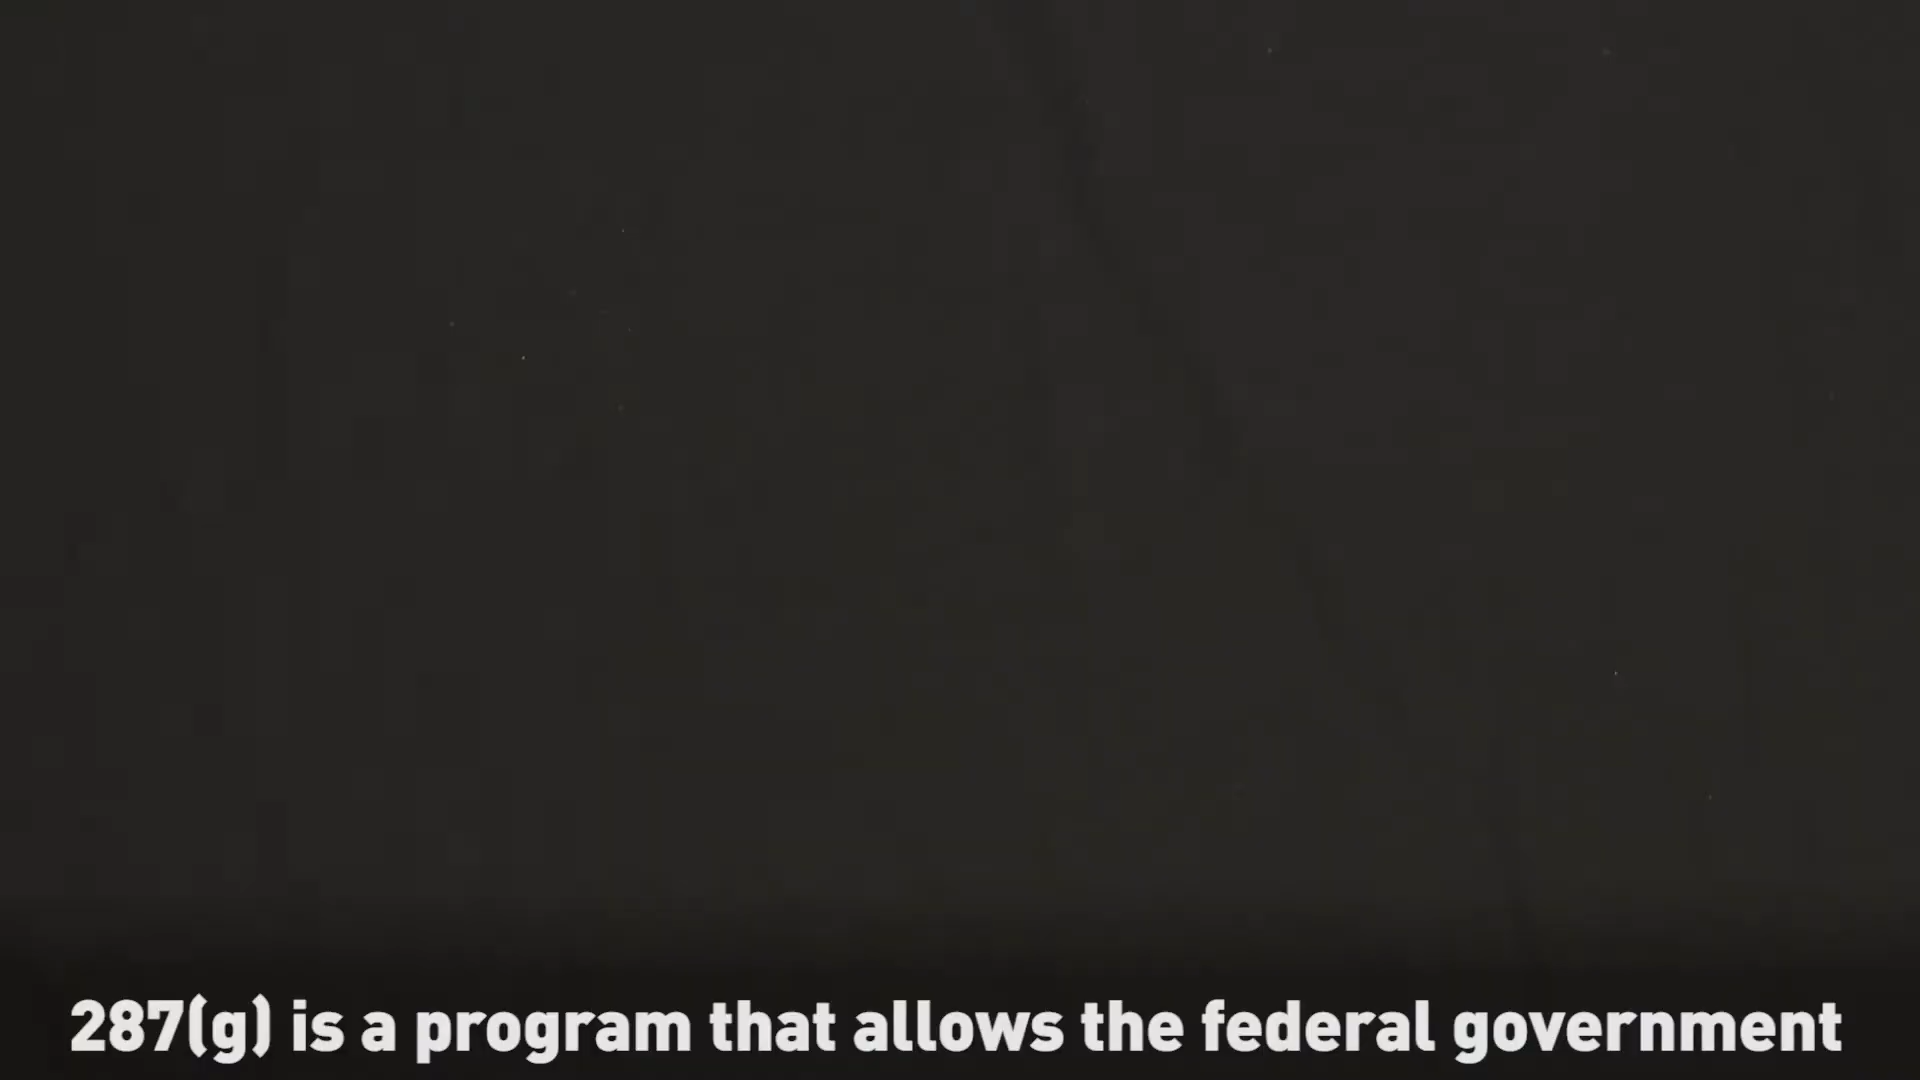 287(g) is a program that allows the federal government